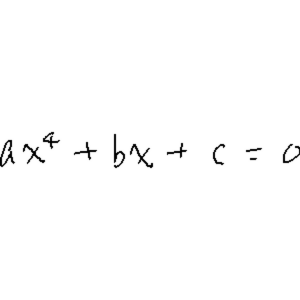 ax⁴ + bx + c = 0